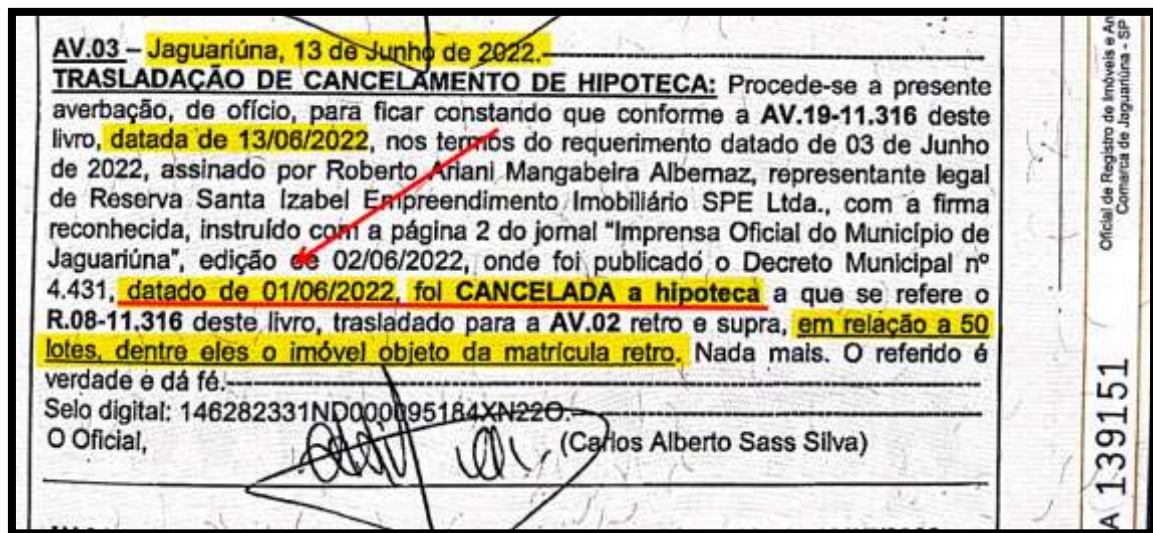 AV.03 – Jaguariúna, 13 de Junho de 2022.
TRASLADAÇÃO DE CANCELAMENTO DE HIPOTECA: Procede-se a presente
averbação, de ofício, para ficar constando que conforme a AV.19-11.316 deste
livro, datada de 13/06/2022, nos termos do requerimento datado de 03 de Junho
de 2022, assinado por Roberto Ariani Mangabeira Albernaz, representante legal
de Reserva Santa Izabel Empreendimento Imobiliário SPE Ltda., com a firma
reconhecida, instruído com a página 2 do jornal "Imprensa Oficial do Município de
Jaguariúna", edição de 02/06/2022, onde foi publicado o Decreto Municipal nº
4.431, datado de 01/06/2022, foi CANCELADA a hipoteca a que se refere o
R.08-11.316 deste livro, trasladado para a AV.02 retro e supra, em relação a 50
lotes, dentre eles o imóvel objeto da matrícula retro. Nada mais. O referido é
verdade e dá fé.
Selo digital: 146282331ND000095184XN22O.
O Oficial, (Carlos Alberto Sass Silva)
Oficial de Registro de Imóveis e An
Comarca de Jaguariúna - SP
A 139151